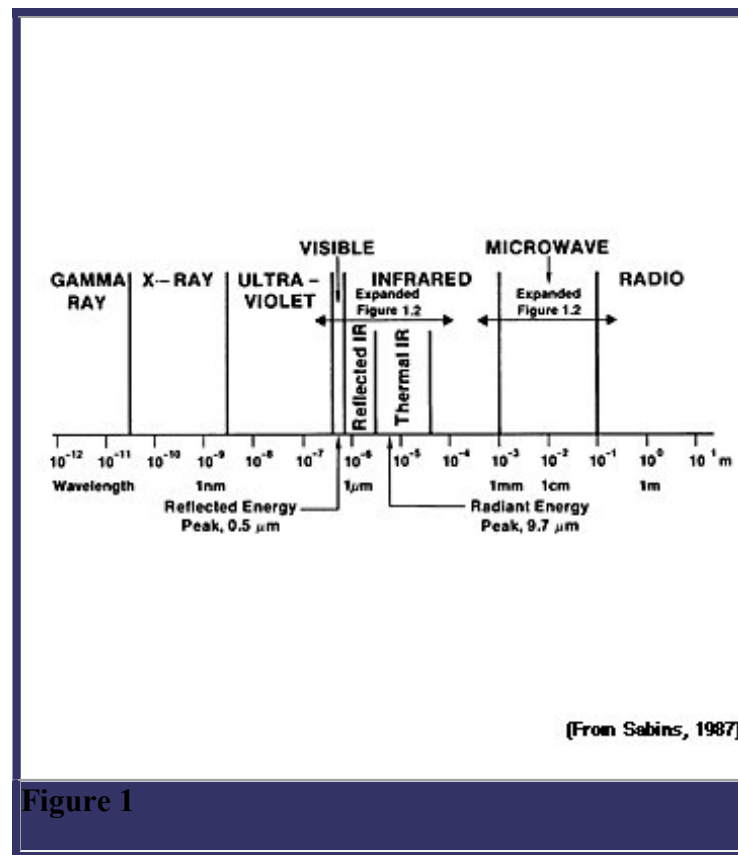 VISIBLE MICROWAVE
GAMMA X-RAY ULTRA- INFRARED RADIO
RAY VIOLET
Expanded Expanded
Figure 1.2 Figure 1.2
Reflected IR
Thermal IR
10⁻¹² 10⁻¹¹ 10⁻¹⁰ 10⁻⁹ 10⁻⁸ 10⁻⁷ 10⁻⁶ 10⁻⁵ 10⁻⁴ 10⁻³ 10⁻² 10⁻¹ 10⁰ 10¹ m
Wavelength 1nm 1μm 1mm 1cm 1m
Reflected Energy Radiant Energy
Peak, 0.5 μm Peak, 9.7 μm
(From Sabins, 1987)
Figure 1